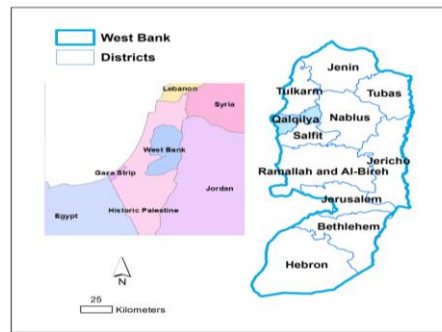 West Bank
Districts
Lebanon
Syria
West Bank
Gaza Strip
Jordan
Egypt
Historic Palestine
N
25
Kilometers
Jenin
Tulkarm
Tubas
Qalqilya
Nablus
Salfit
Jericho
Ramallah and Al-Bireh
Jerusalem
Bethlehem
Hebron